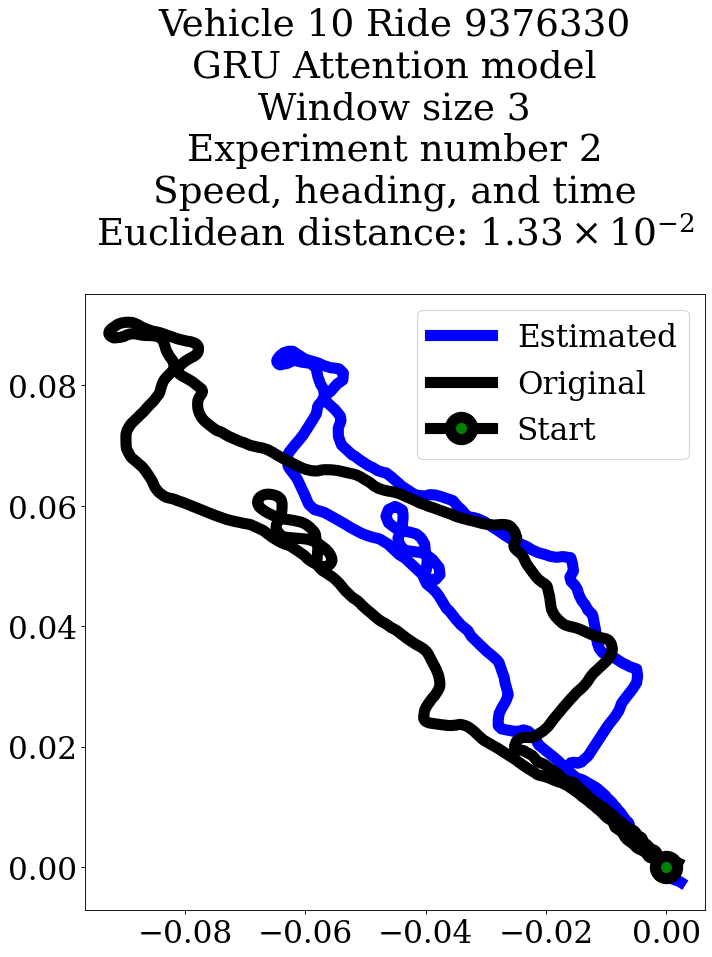 Vehicle 10 Ride 9376330
GRU Attention model
Window size 3
Experiment number 2
Speed, heading, and time
Euclidean distance: 1.33 × 10⁻²
Estimated
Original
Start
0.08
0.06
0.04
0.02
0.00
−0.08 −0.06 −0.04 −0.02 0.00